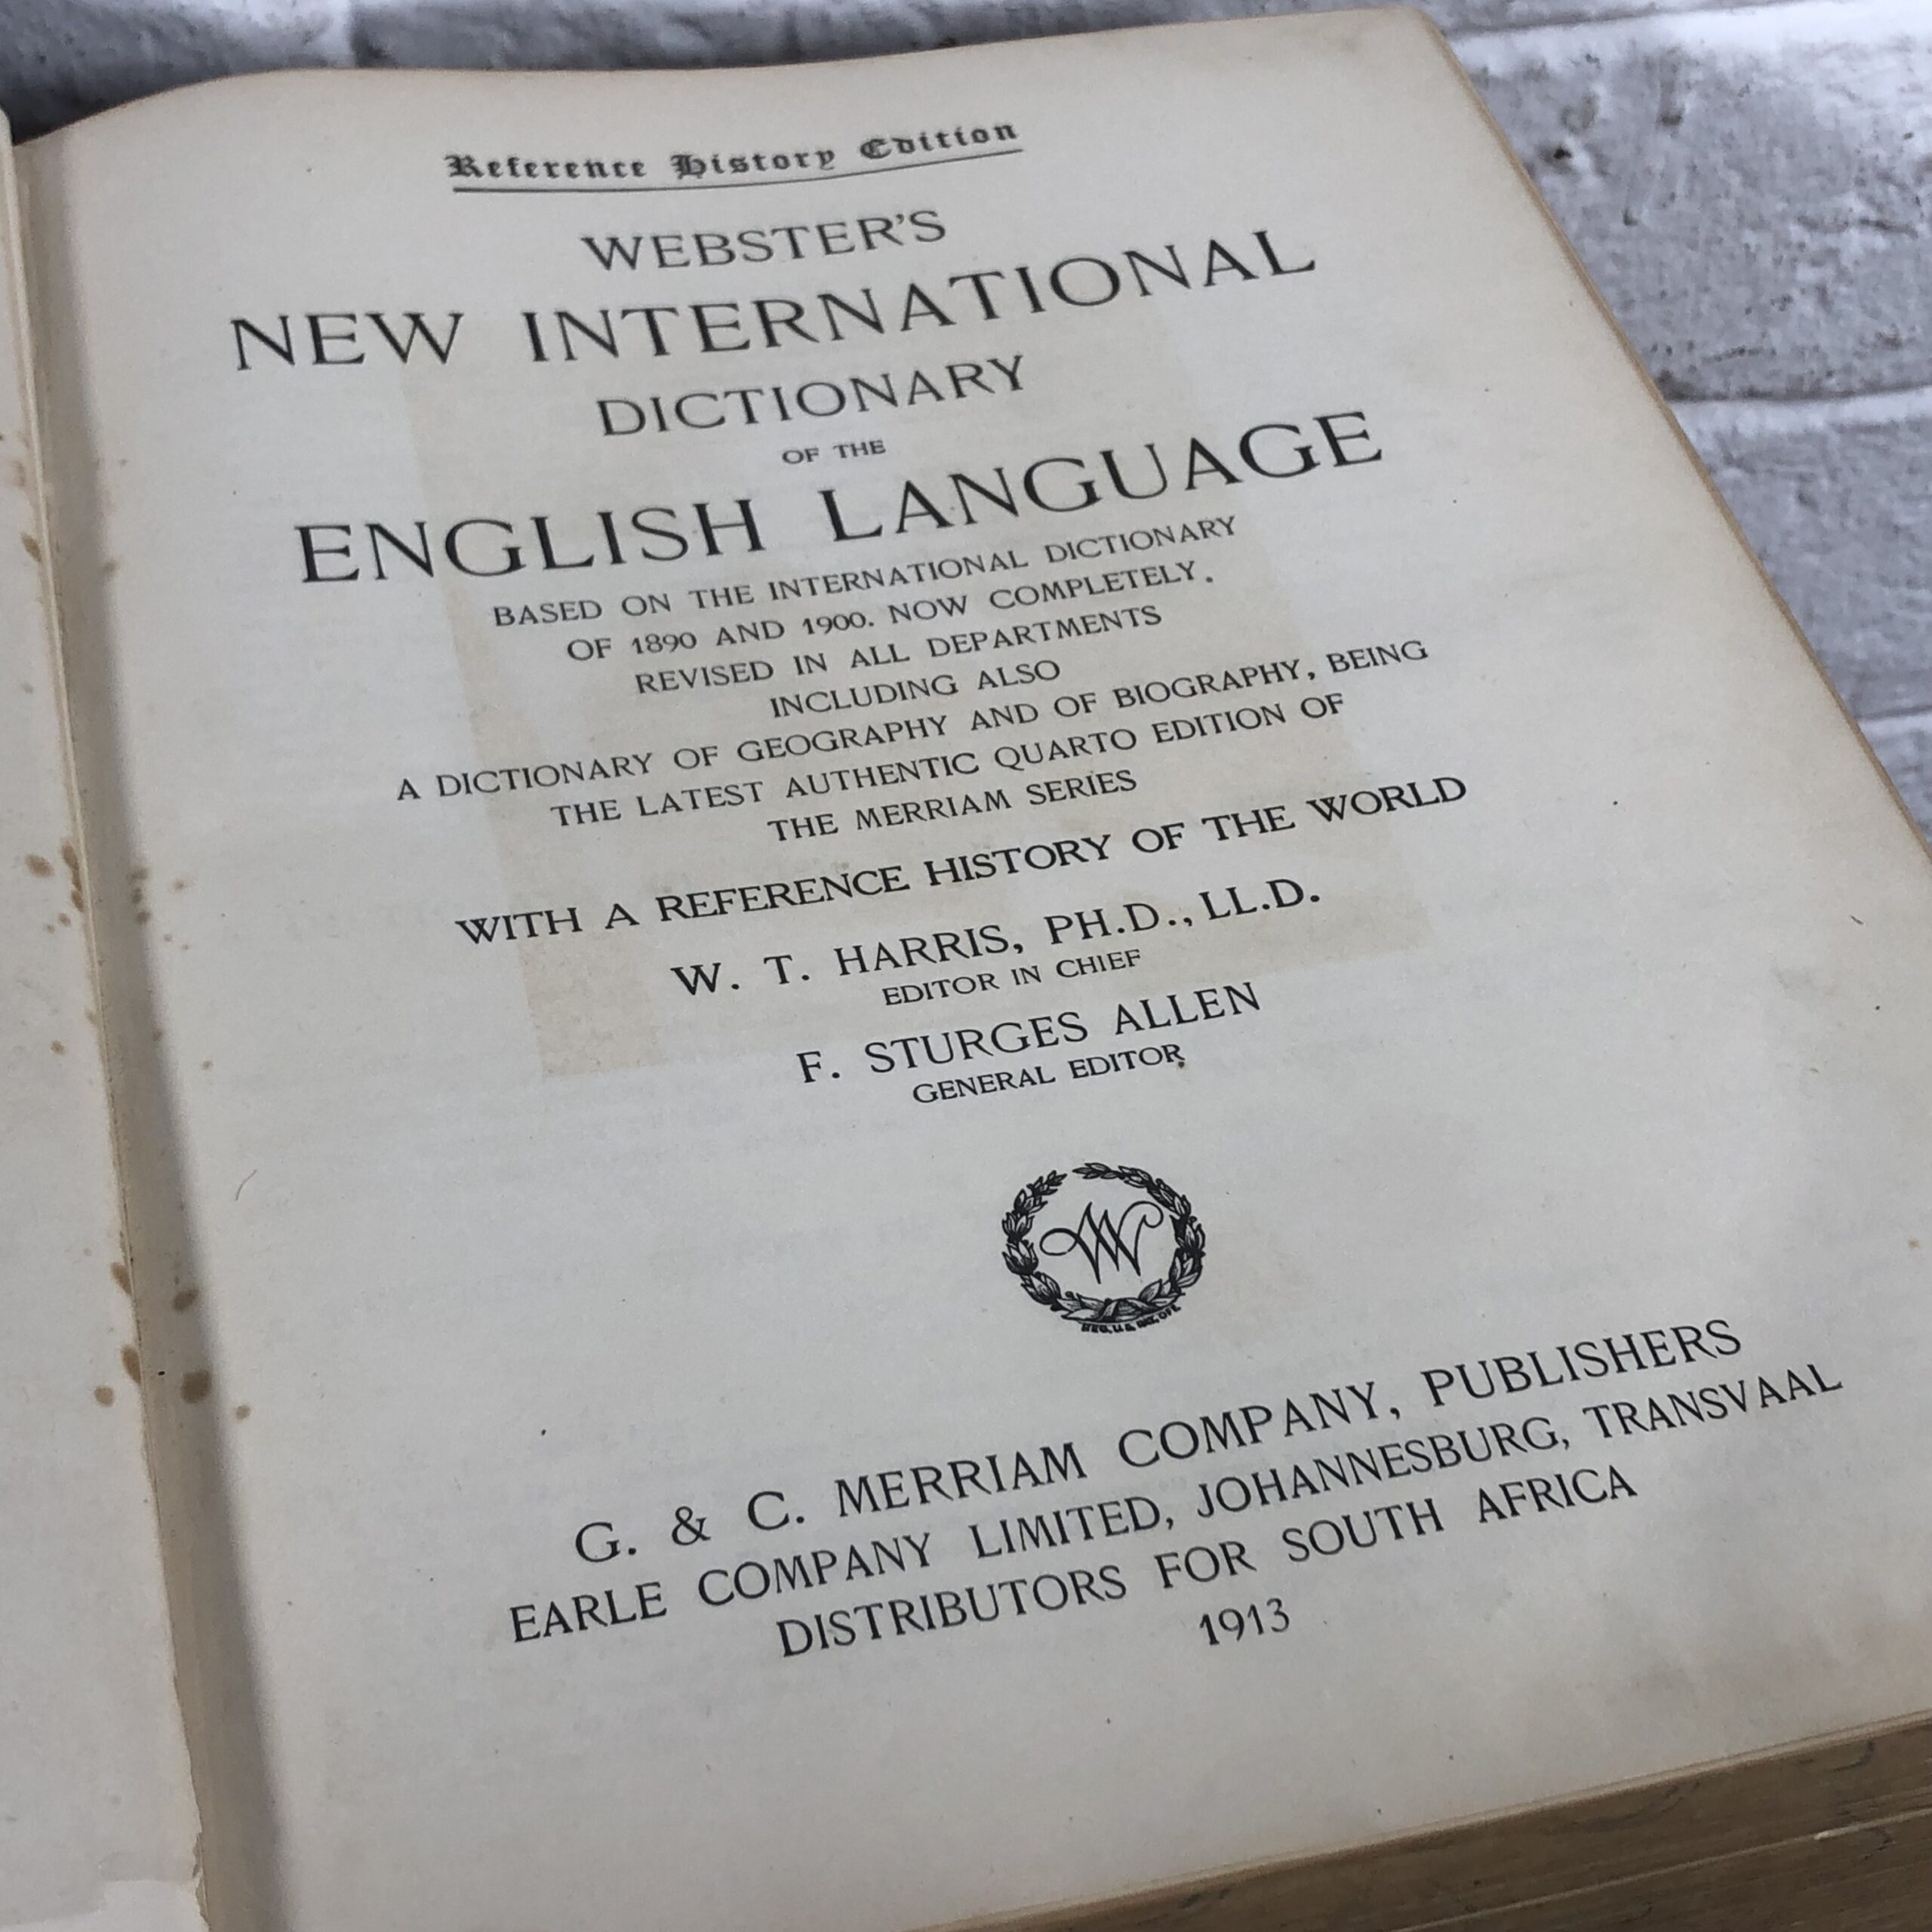 Reference History Edition
WEBSTER'S
NEW INTERNATIONAL
DICTIONARY
OF THE
ENGLISH LANGUAGE
BASED ON THE INTERNATIONAL DICTIONARY
OF 1890 AND 1900. NOW COMPLETELY
REVISED IN ALL DEPARTMENTS
INCLUDING ALSO
A DICTIONARY OF GEOGRAPHY AND OF BIOGRAPHY, BEING
THE LATEST AUTHENTIC QUARTO EDITION OF
THE MERRIAM SERIES
WITH A REFERENCE HISTORY OF THE WORLD
W. T. HARRIS, PH.D., LL.D.
EDITOR IN CHIEF
F. STURGES ALLEN
GENERAL EDITOR
W
REG. U.S. PAT. OFF.
G. & C. MERRIAM COMPANY, PUBLISHERS
EARLE COMPANY LIMITED, JOHANNESBURG, TRANSVAAL
DISTRIBUTORS FOR SOUTH AFRICA
1913